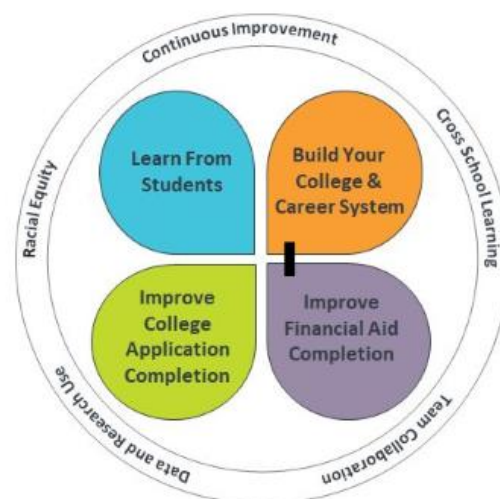 Continuous Improvement
Racial Equity
Cross School Learning
Learn From
Students
Build Your
College &
Career System
Improve
College
Application
Completion
Improve
Financial Aid
Completion
Data and Research Use
Team Collaboration